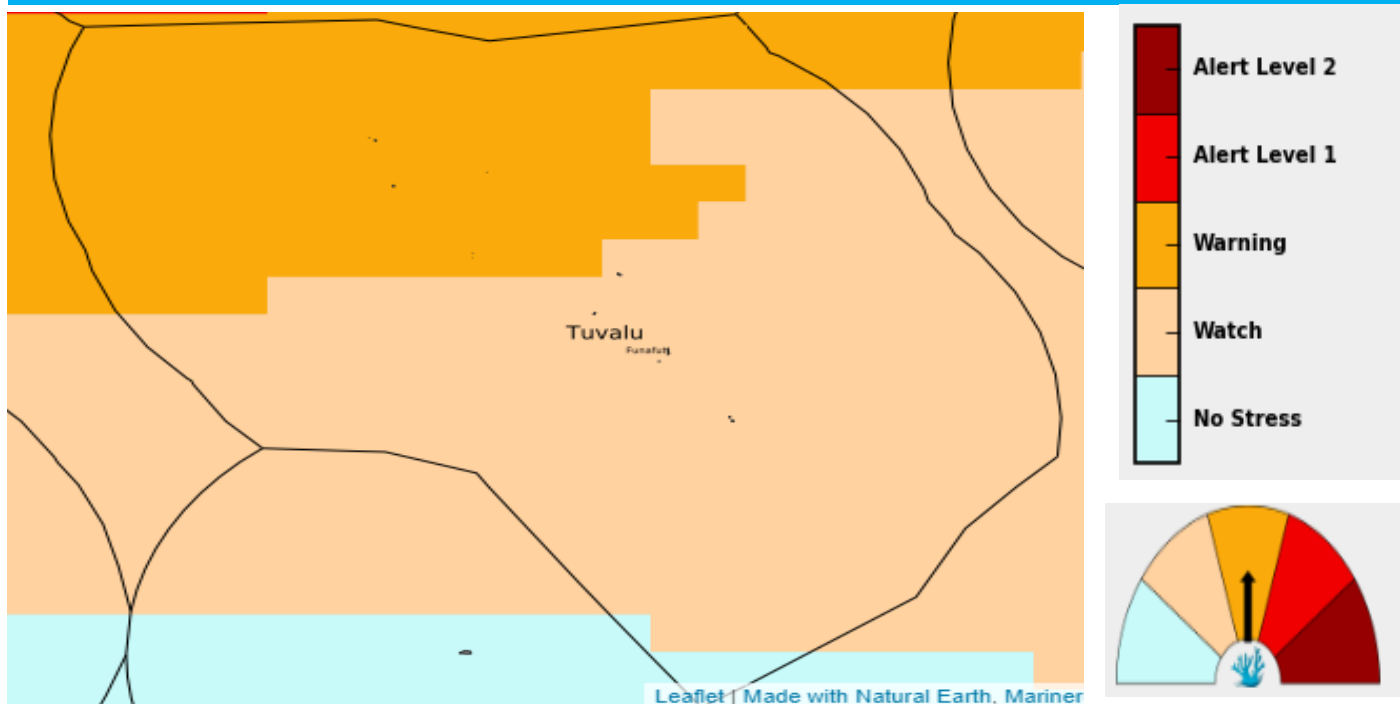 Alert Level 2
Alert Level 1
Warning
Watch
No Stress
Tuvalu
Funafuti
Leaflet | Made with Natural Earth, Mariner